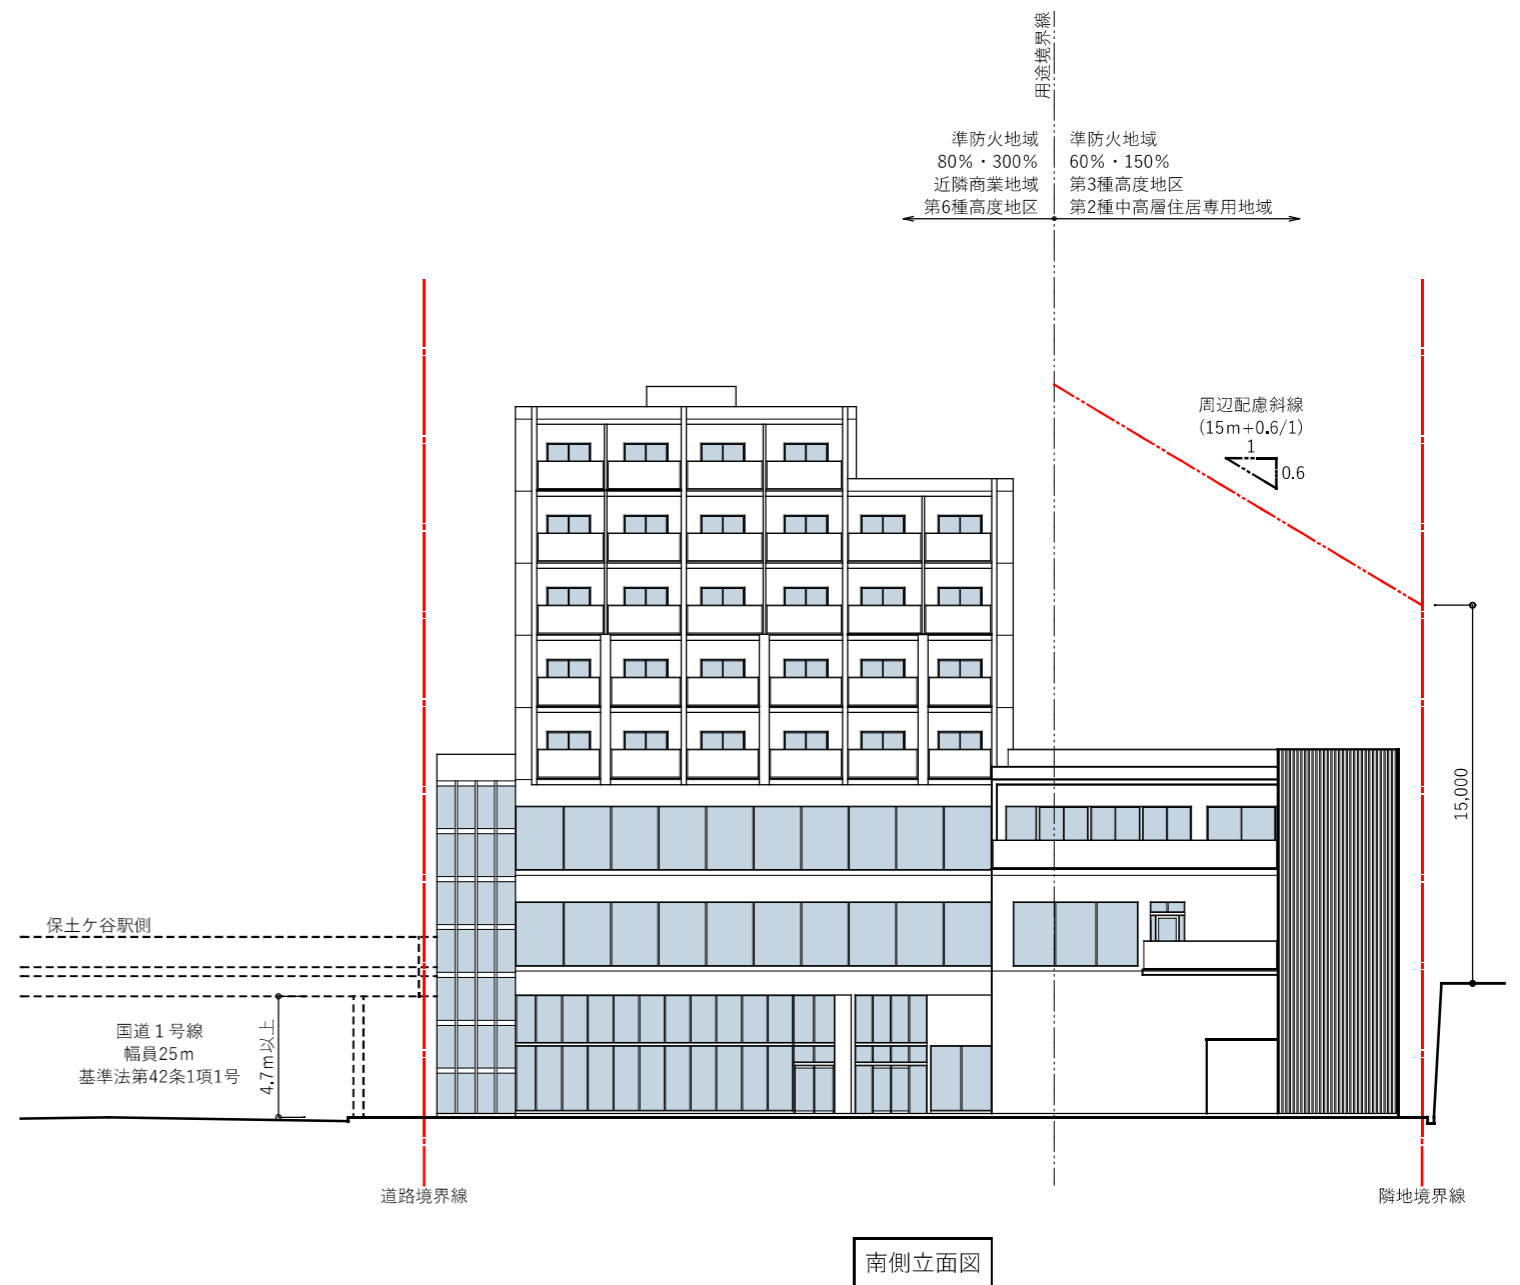 用途境界線
準防火地域
80%・300%
近隣商業地域
第6種高度地区
準防火地域
60%・150%
第3種高度地区
第2種中高層住居専用地域
周辺配慮斜線
(15m+0.6/1)
1
0.6
15,000
保土ケ谷駅側
国道1号線
幅員25m
基準法第42条1項1号
4.7m以上
道路境界線
隣地境界線
南側立面図